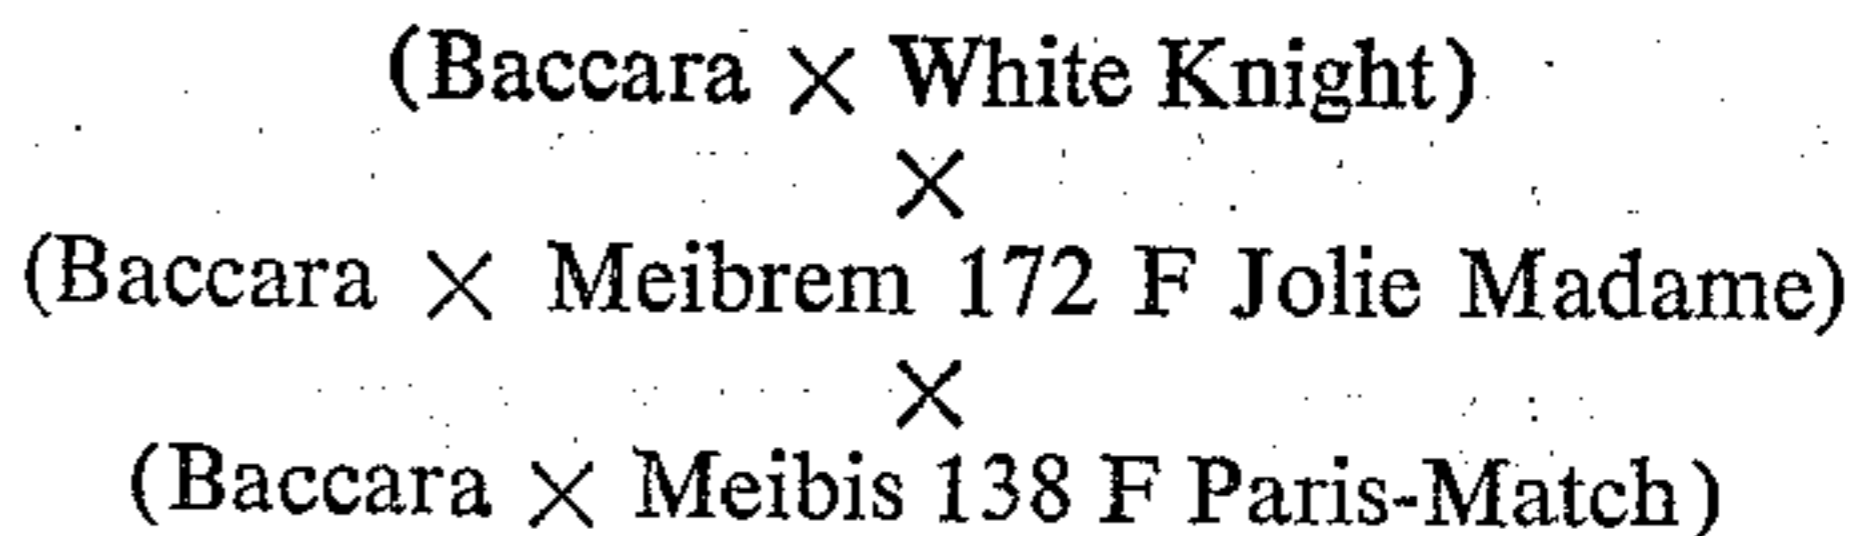 (Baccara × White Knight)
×
(Baccara × Meibrem 172 F Jolie Madame)
×
(Baccara × Meibis 138 F Paris-Match)